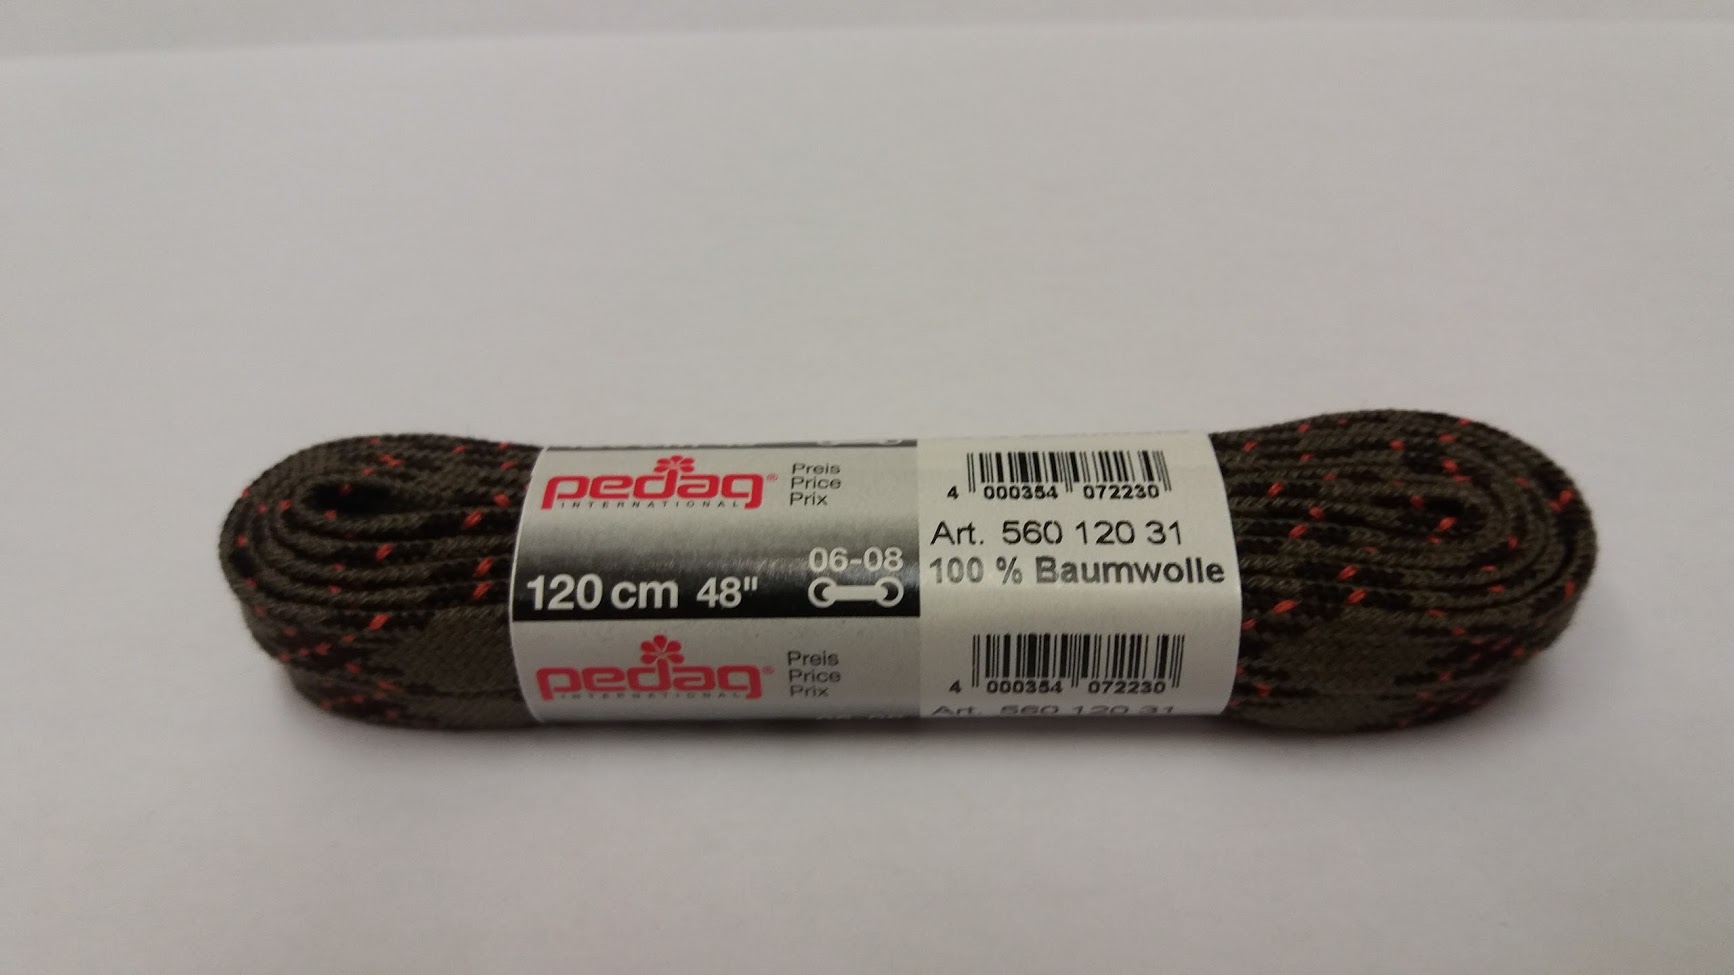 pedag®
INTERNATIONAL
Preis
Price
Prix
06-08
120 cm 48"
pedag®
INTERNATIONAL
Preis
Price
Prix
4 000354 072230
Art. 560 120 31
100 % Baumwolle
4 000354 072230
Art. 560 120 31